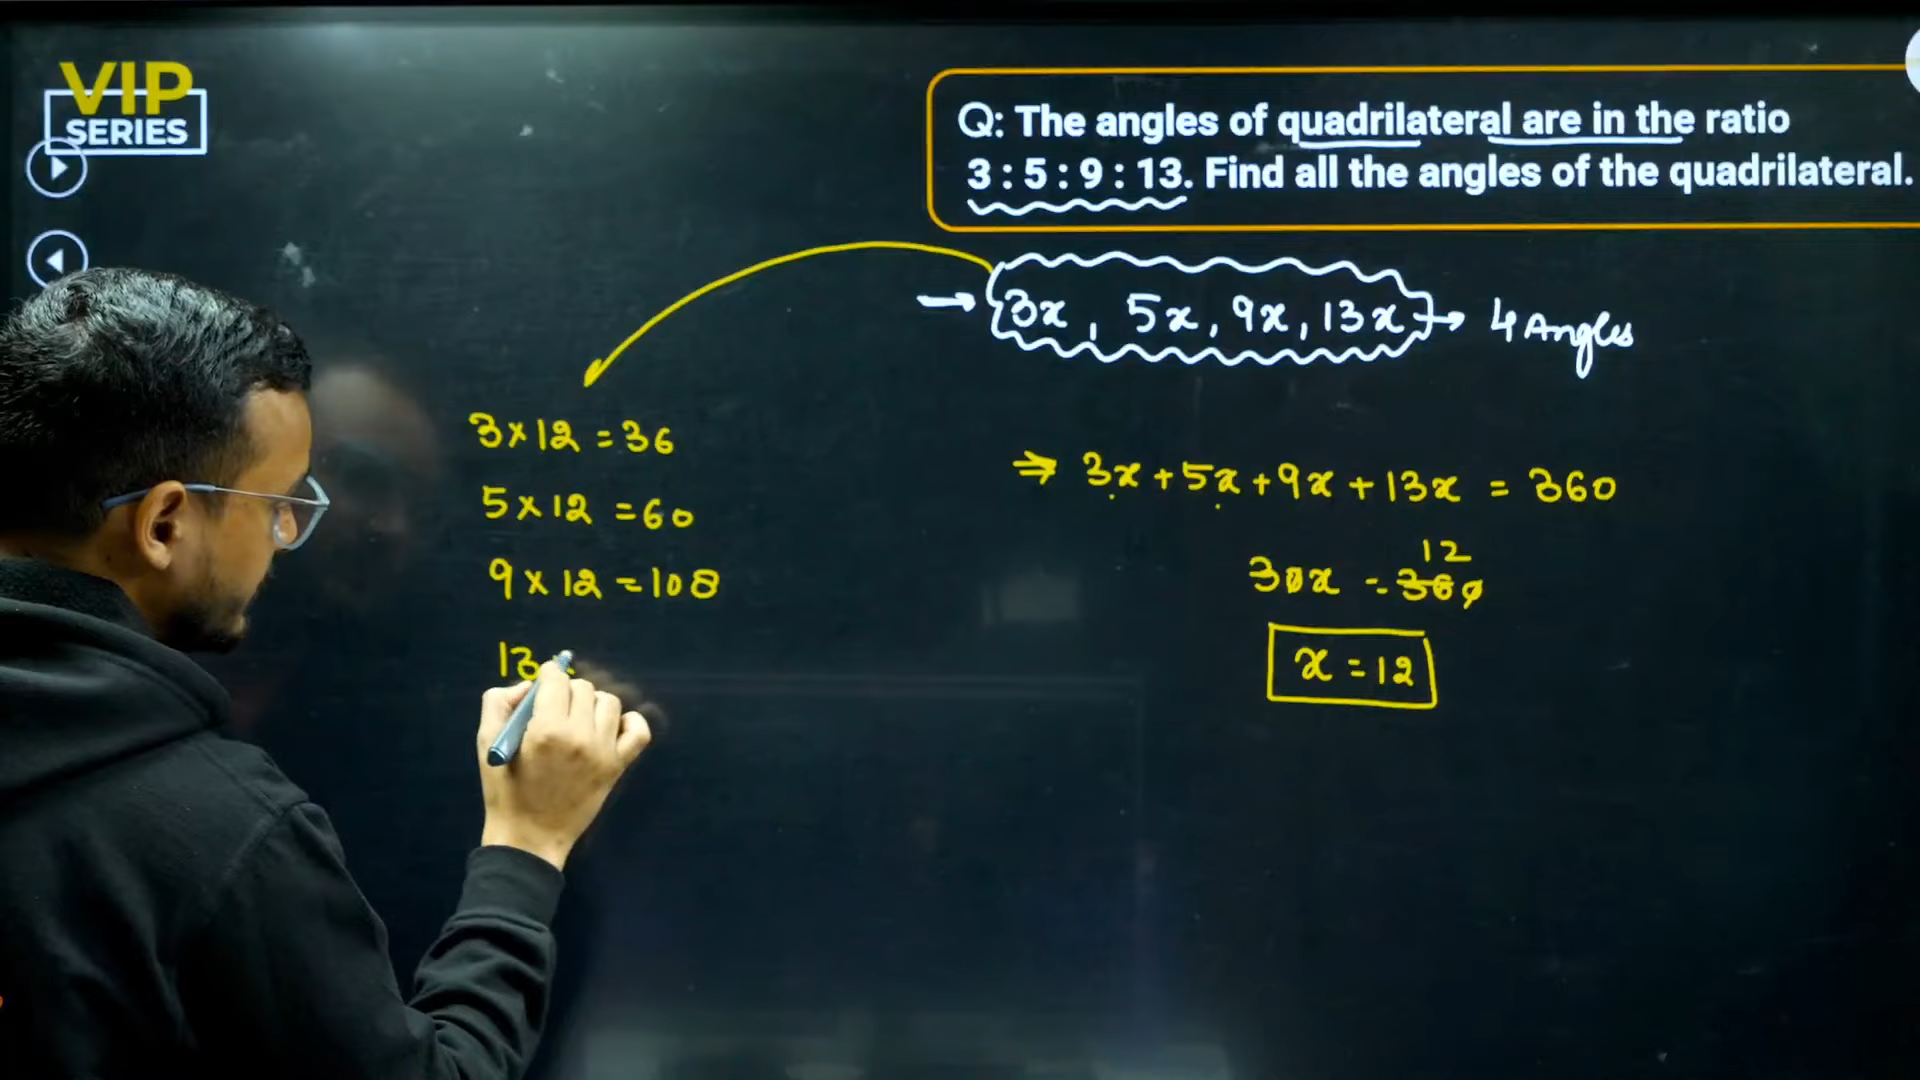 VIP
SERIES
Q: The angles of quadrilateral are in the ratio
3 : 5 : 9 : 13. Find all the angles of the quadrilateral.
3x, 5x, 9x, 13x → 4 Angles
3 × 12 = 36
5 × 12 = 60
9 × 12 = 108
13
⇒ 3x + 5x + 9x + 13x = 360
12
30x = 360
x = 12